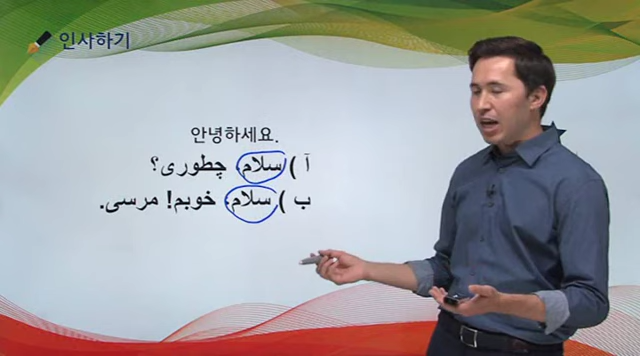 인사하기
안녕하세요.
آ ) سلام. چطوری؟
ب ) سلام. خوبم! مرسی.